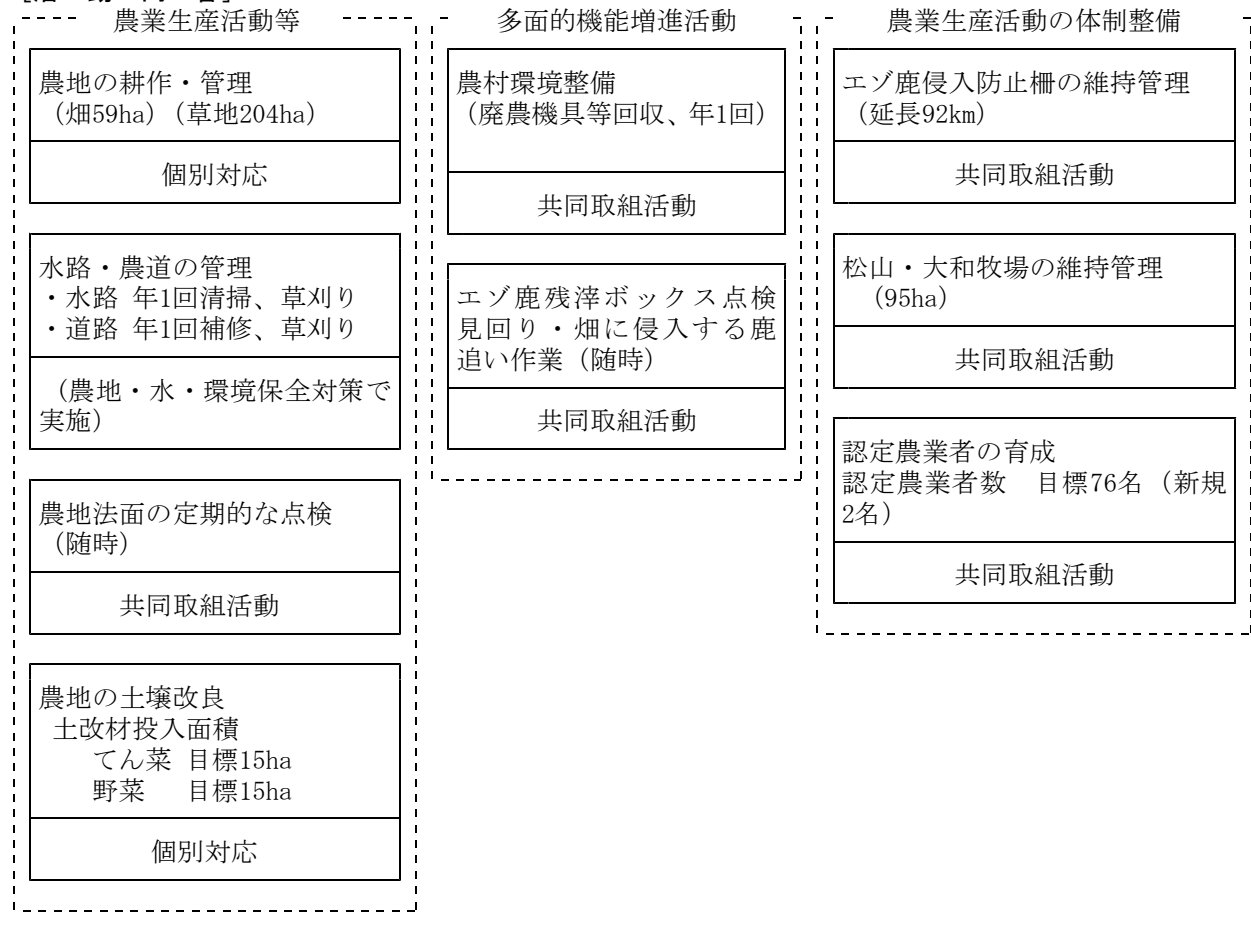 農業生産活動等
農地の耕作・管理
（畑59ha）（草地204ha）
個別対応
水路・農道の管理
・水路 年1回清掃、草刈り
・道路 年1回補修、草刈り
（農地・水・環境保全対策で
実施）
農地法面の定期的な点検
（随時）
共同取組活動
農地の土壌改良
土改材投入面積
てん菜 目標15ha
野菜　目標15ha
個別対応
多面的機能増進活動
農村環境整備
（廃農機具等回収、年1回）
共同取組活動
エゾ鹿残滓ボックス点検
見回り・畑に侵入する鹿
追い作業（随時）
共同取組活動
農業生産活動の体制整備
エゾ鹿侵入防止柵の維持管理
（延長92km）
共同取組活動
松山・大和牧場の維持管理
（95ha）
共同取組活動
認定農業者の育成
認定農業者数　目標76名（新規
2名）
共同取組活動